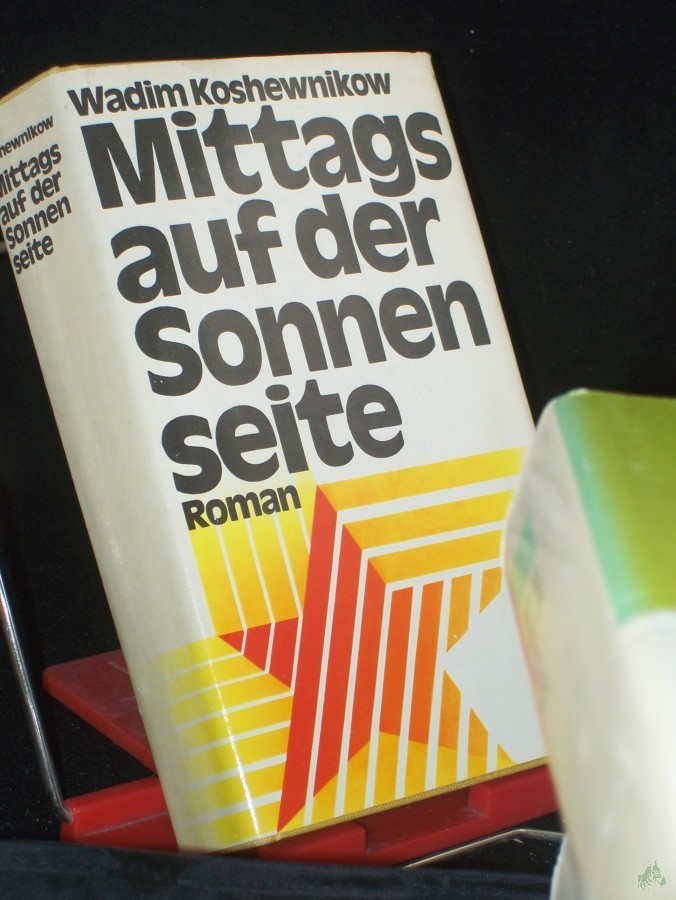 Wadim Koshewnikow
Mittags
auf der
Sonnen
seite
Roman
hewnikow
Mittags
auf der
Sonnen
seite